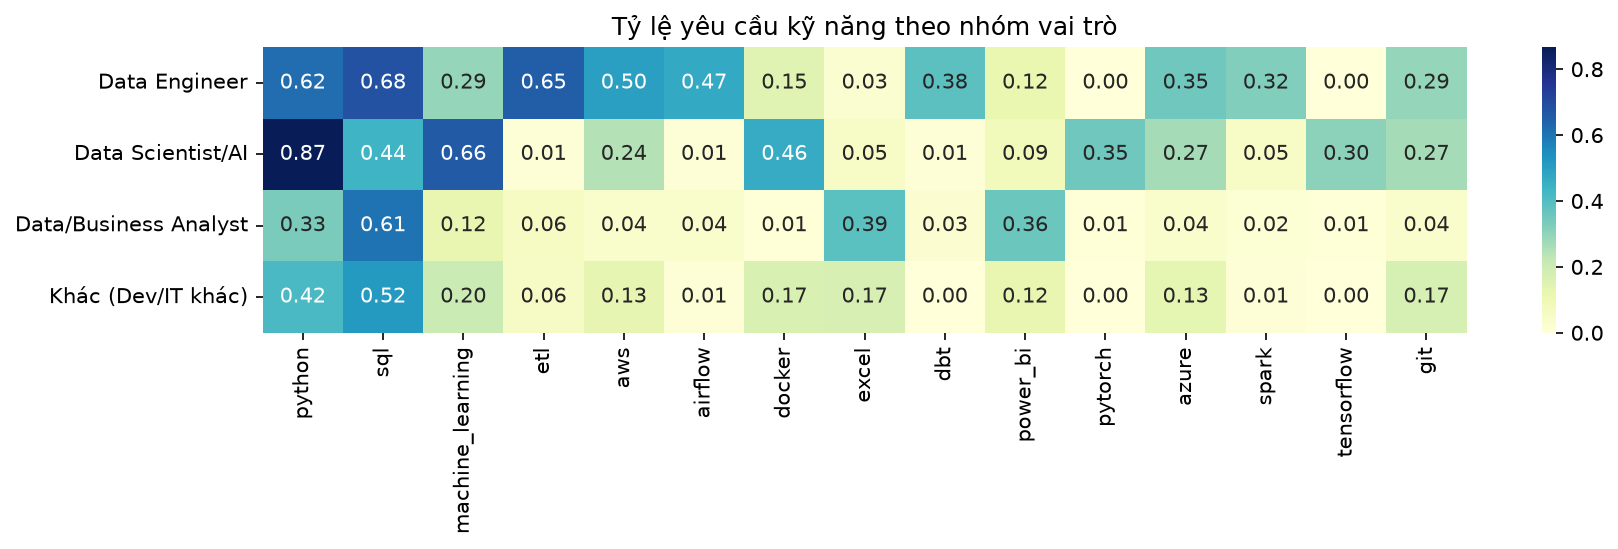 Tỷ lệ yêu cầu kỹ năng theo nhóm vai trò
Data Engineer 0.62 0.68 0.29 0.65 0.50 0.47 0.15 0.03 0.38 0.12 0.00 0.35 0.32 0.00 0.29
Data Scientist/AI 0.87 0.44 0.66 0.01 0.24 0.01 0.46 0.05 0.01 0.09 0.35 0.27 0.05 0.30 0.27
Data/Business Analyst 0.33 0.61 0.12 0.06 0.04 0.04 0.01 0.39 0.03 0.36 0.01 0.04 0.02 0.01 0.04
Khác (Dev/IT khác) 0.42 0.52 0.20 0.06 0.13 0.01 0.17 0.17 0.00 0.12 0.00 0.13 0.01 0.00 0.17
python
sql
machine_learning
etl
aws
airflow
docker
excel
dbt
power_bi
pytorch
azure
spark
tensorflow
git
0.8
0.6
0.4
0.2
0.0